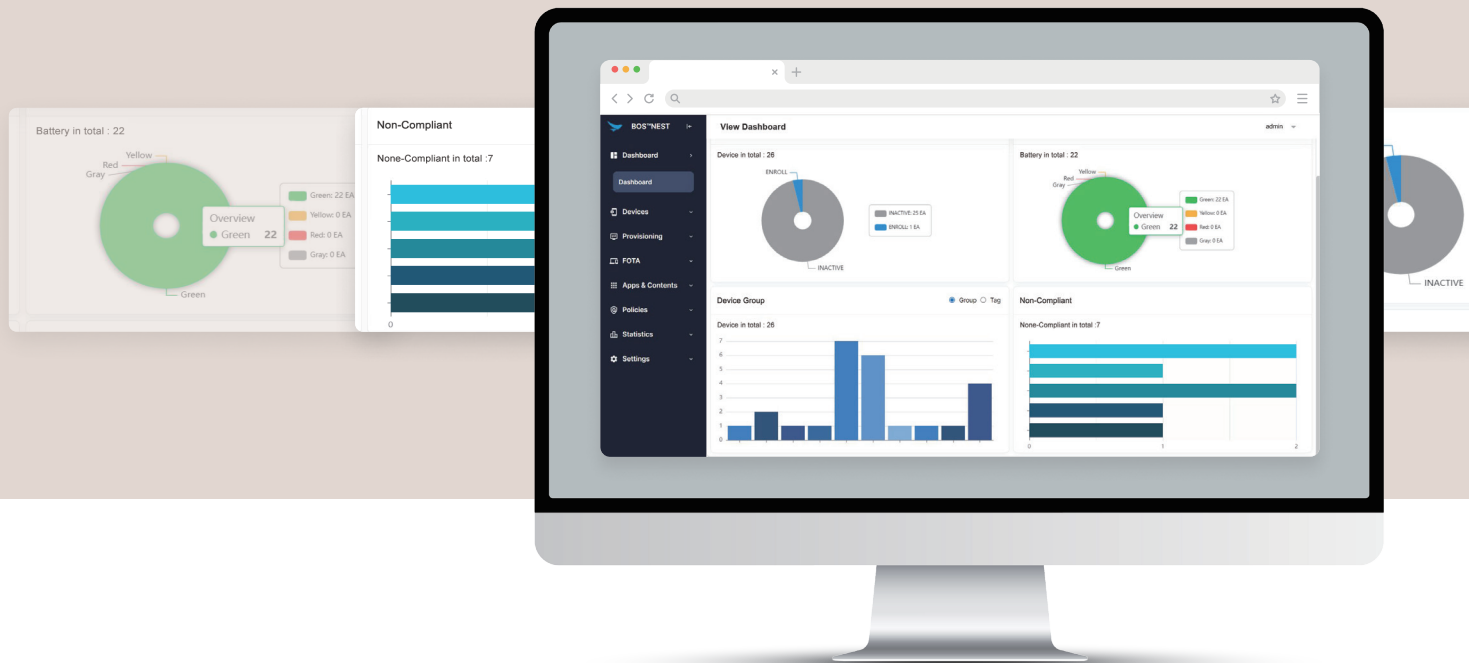 Battery in total : 22
Yellow
Red
Gray
Green: 22 EA
Yellow: 0 EA
Red: 0 EA
Gray: 0 EA
Overview
Green 22
Green
Non-Compliant
None-Compliant in total :7
0
BOS™NEST
View Dashboard
admin
Dashboard
Dashboard
Devices
Provisioning
FOTA
Apps & Contents
Policies
Statistics
Settings
Device in total : 26
ENROLL
INACTIVE: 25 EA
ENROLL: 1 EA
INACTIVE
Battery in total : 22
Yellow
Red
Gray
Green: 22 EA
Yellow: 0 EA
Red: 0 EA
Gray: 0 EA
Overview
Green 22
Green
Device Group
Group Tag
Device in total : 26
7
6
5
4
3
2
1
0
Non-Compliant
None-Compliant in total :7
0 1 2
INACTIVE